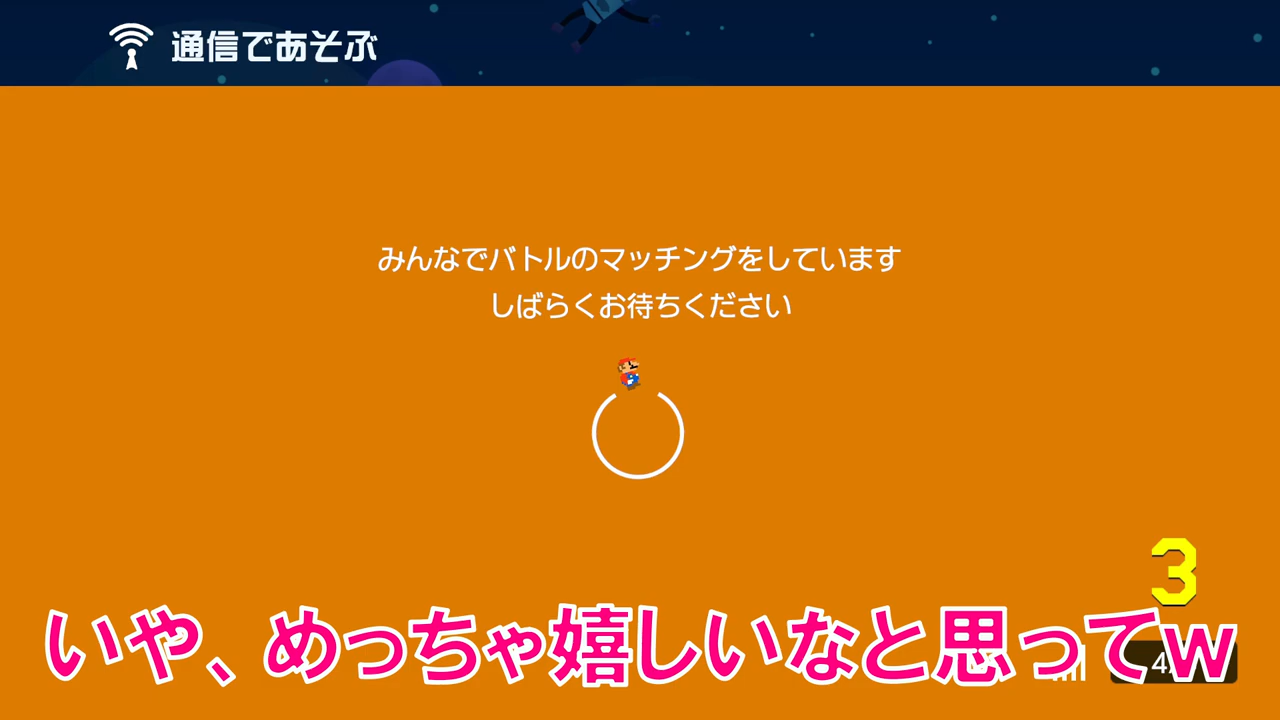 通信であそぶ
みんなでバトルのマッチングをしています
しばらくお待ちください
3
いや、めっちゃ嬉しいなと思ってw